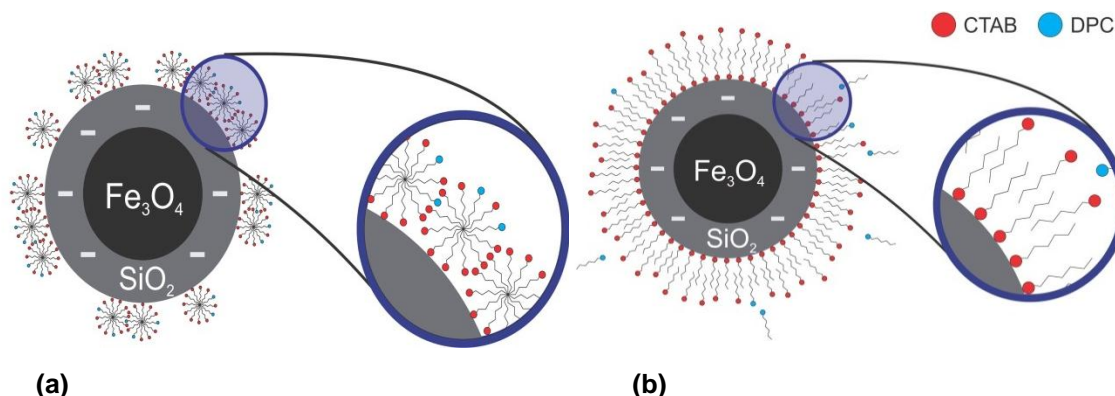 CTAB DPC
Fe3O4
SiO2
Fe3O4
SiO2
(a)
(b)